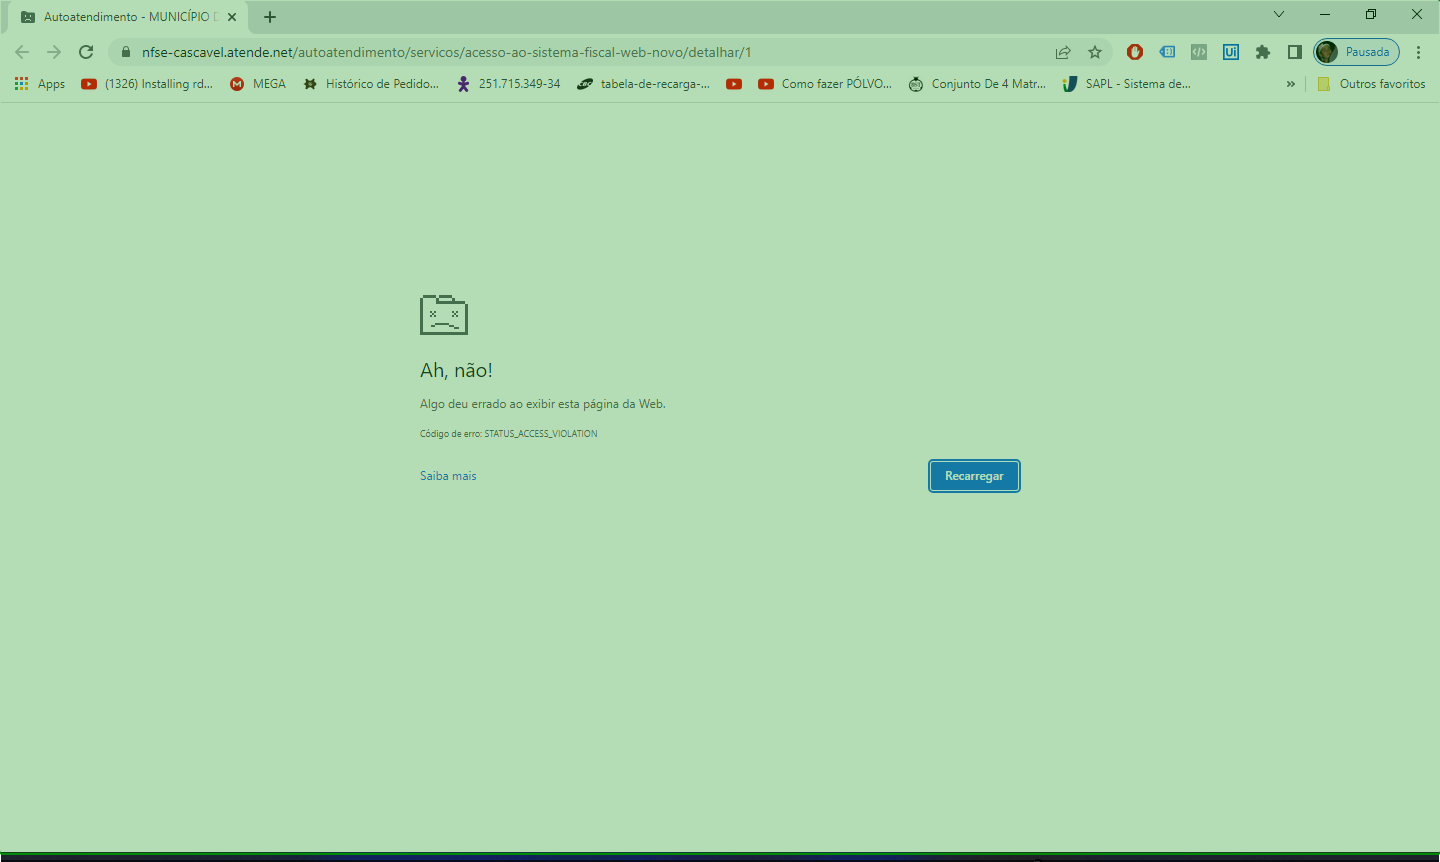 Autoatendimento - MUNICÍPIO D
nfse-cascavel.atende.net/autoatendimento/servicos/acesso-ao-sistema-fiscal-web-novo/detalhar/1
Ui
Pausada
Apps
(1326) Installing rd...
MEGA
Histórico de Pedido...
251.715.349-34
tabela-de-recarga-...
Como fazer PÓLVO...
Conjunto De 4 Matr...
SAPL - Sistema de...
»
Outros favoritos
Ah, não!
Algo deu errado ao exibir esta página da Web.
Código de erro: STATUS_ACCESS_VIOLATION
Saiba mais
Recarregar